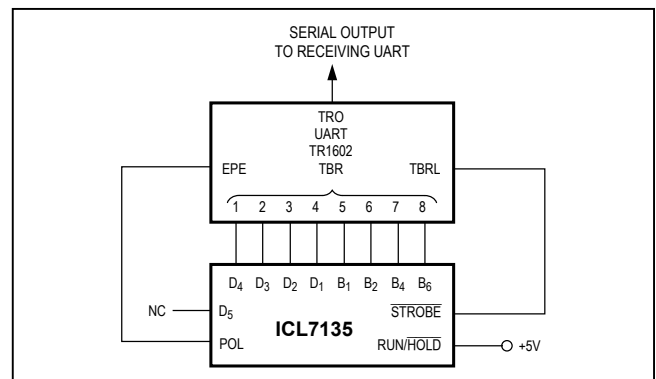 SERIAL OUTPUT
TO RECEIVING UART
TRO
UART
TR1602
EPE TBR TBRL
1 2 3 4 5 6 7 8
D4 D3 D2 D1 B1 B2 B4 B6
NC D5 STROBE
ICL7135
POL RUN/HOLD +5V